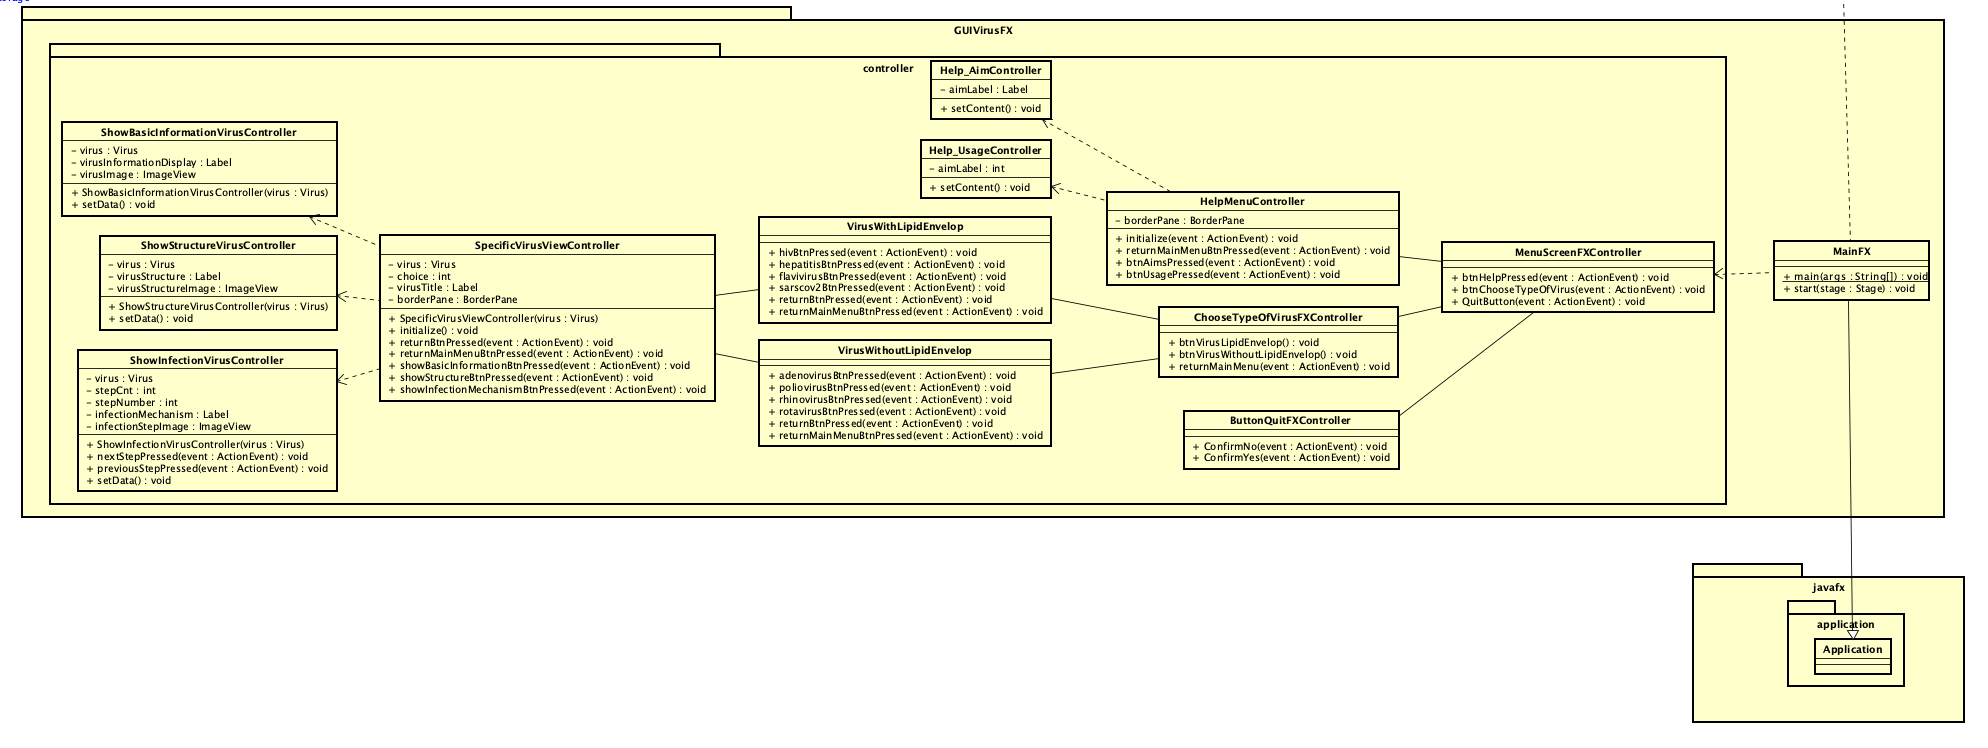 GUIVirusFX
controller
Help_AimController
– aimLabel : Label
+ setContent() : void
Help_UsageController
– aimLabel : int
+ setContent() : void
ShowBasicInformationVirusController
– virus : Virus
– virusInformationDisplay : Label
– virusImage : ImageView
+ ShowBasicInformationVirusController(virus : Virus)
+ setData() : void
ShowStructureVirusController
– virus : Virus
– virusStructure : Label
– virusStructureImage : ImageView
+ ShowStructureVirusController(virus : Virus)
+ setData() : void
ShowInfectionVirusController
– virus : Virus
– stepCnt : int
– stepNumber : int
– infectionMechanism : Label
– infectionStepImage : ImageView
+ ShowInfectionVirusController(virus : Virus)
+ nextStepPressed(event : ActionEvent) : void
+ previousStepPressed(event : ActionEvent) : void
+ setData() : void
SpecificVirusViewController
– virus : Virus
– choice : int
– virusTitle : Label
– borderPane : BorderPane
+ SpecificVirusViewController(virus : Virus)
+ initialize() : void
+ returnBtnPressed(event : ActionEvent) : void
+ returnMainMenuBtnPressed(event : ActionEvent) : void
+ showBasicInformationBtnPressed(event : ActionEvent) : void
+ showStructureBtnPressed(event : ActionEvent) : void
+ showInfectionMechanismBtnPressed(event : ActionEvent) : void
VirusWithLipidEnvelop
+ hivBtnPressed(event : ActionEvent) : void
+ hepatitisBtnPressed(event : ActionEvent) : void
+ flavivirusBtnPressed(event : ActionEvent) : void
+ sarscov2BtnPressed(event : ActionEvent) : void
+ returnBtnPressed(event : ActionEvent) : void
+ returnMainMenuBtnPressed(event : ActionEvent) : void
VirusWithoutLipidEnvelop
+ adenovirusBtnPressed(event : ActionEvent) : void
+ poliovirusBtnPressed(event : ActionEvent) : void
+ rhinovirusBtnPressed(event : ActionEvent) : void
+ rotavirusBtnPressed(event : ActionEvent) : void
+ returnBtnPressed(event : ActionEvent) : void
+ returnMainMenuBtnPressed(event : ActionEvent) : void
HelpMenuController
– borderPane : BorderPane
+ initialize(event : ActionEvent) : void
+ returnMainMenuBtnPressed(event : ActionEvent) : void
+ btnAimsPressed(event : ActionEvent) : void
+ btnUsagePressed(event : ActionEvent) : void
ChooseTypeOfVirusFXController
+ btnVirusLipidEnvelop() : void
+ btnVirusWithoutLipidEnvelop() : void
+ returnMainMenu(event : ActionEvent) : void
ButtonQuitFXController
+ ConfirmNo(event : ActionEvent) : void
+ ConfirmYes(event : ActionEvent) : void
MenuScreenFXController
+ btnHelpPressed(event : ActionEvent) : void
+ btnChooseTypeOfVirus(event : ActionEvent) : void
+ QuitButton(event : ActionEvent) : void
MainFX
+ main(args : String[]) : void
+ start(stage : Stage) : void
javafx
application
Application